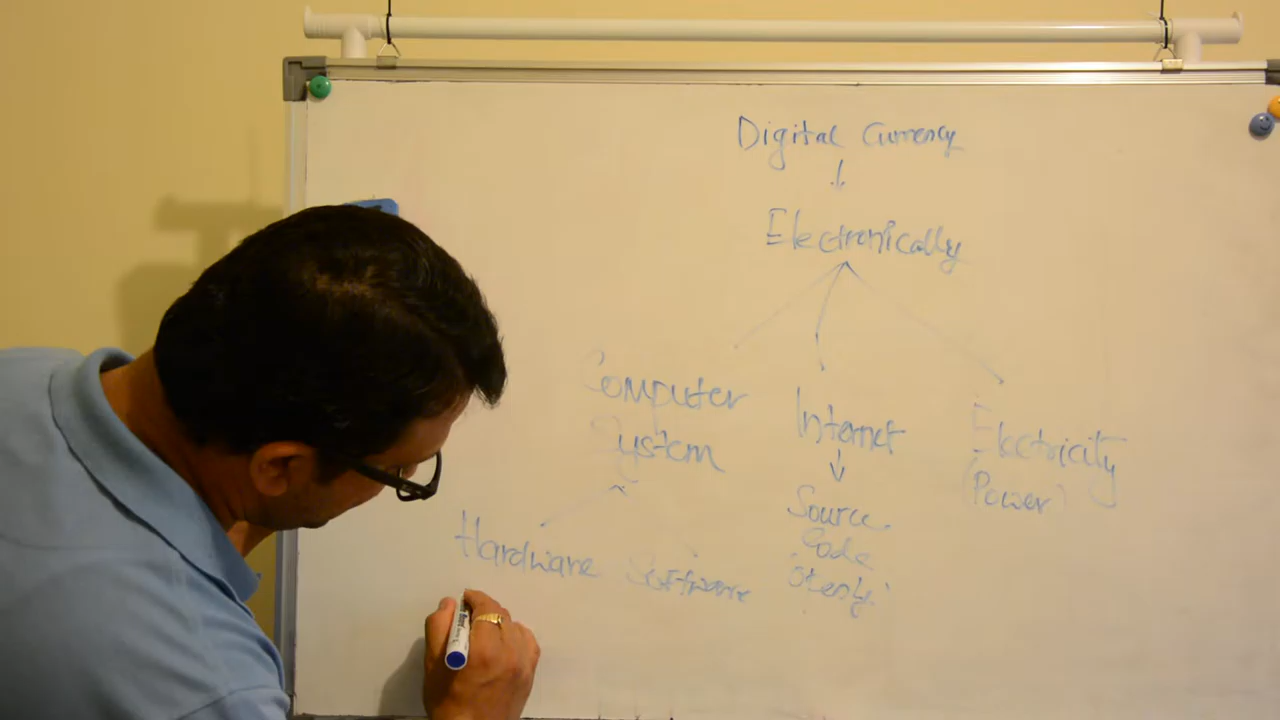 Digital Currency
Electronically
Computer
System
Internet
Electricity
(Power)
Source
Code
Hardware
Software